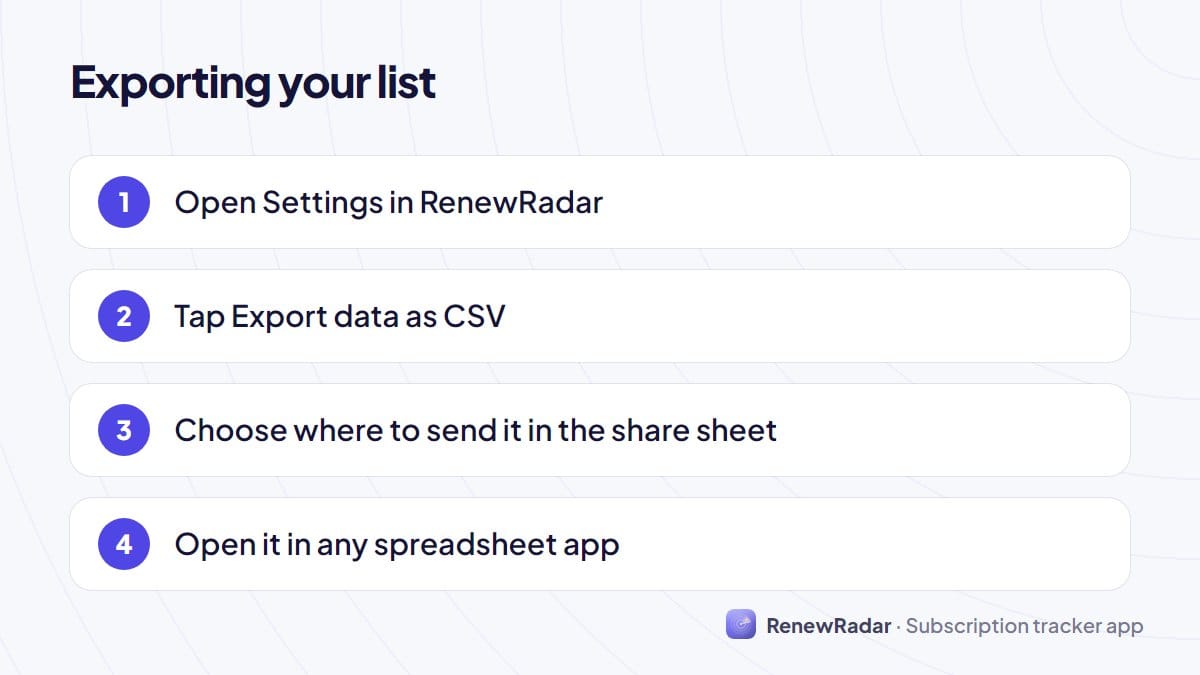 Exporting your list
1 Open Settings in RenewRadar
2 Tap Export data as CSV
3 Choose where to send it in the share sheet
4 Open it in any spreadsheet app
RenewRadar · Subscription tracker app